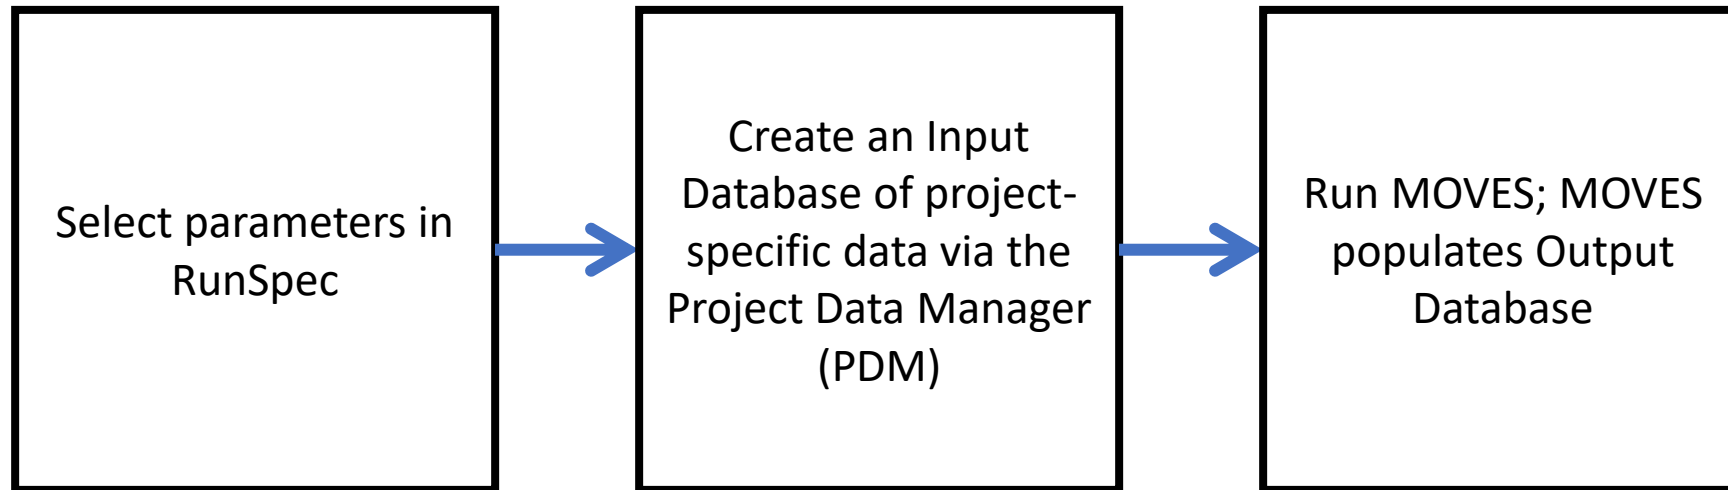 Select parameters in
RunSpec
Create an Input
Database of project-
specific data via the
Project Data Manager
(PDM)
Run MOVES; MOVES
populates Output
Database